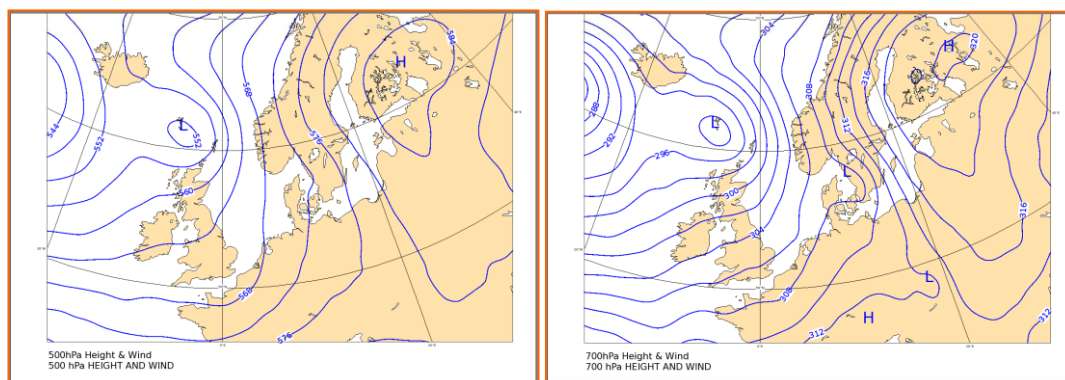 584
H
568
L
552
544
552
576
560
568
576
500hPa Height & Wind
500 hPa HEIGHT AND WIND
304
H
320
316
308
288
L
312
292
296
L
300
316
304
L
308
H
312
312
700hPa Height & Wind
700 hPa HEIGHT AND WIND